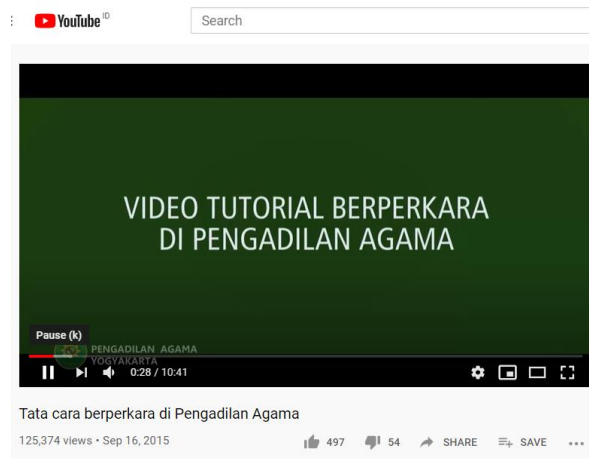 YouTube ID
Search
VIDEO TUTORIAL BERPERKARA
DI PENGADILAN AGAMA
Pause (k)
PENGADILAN AGAMA
YOGYAKARTA
0:28 / 10:41
Tata cara berperkara di Pengadilan Agama
125,374 views • Sep 16, 2015
497 54 SHARE SAVE